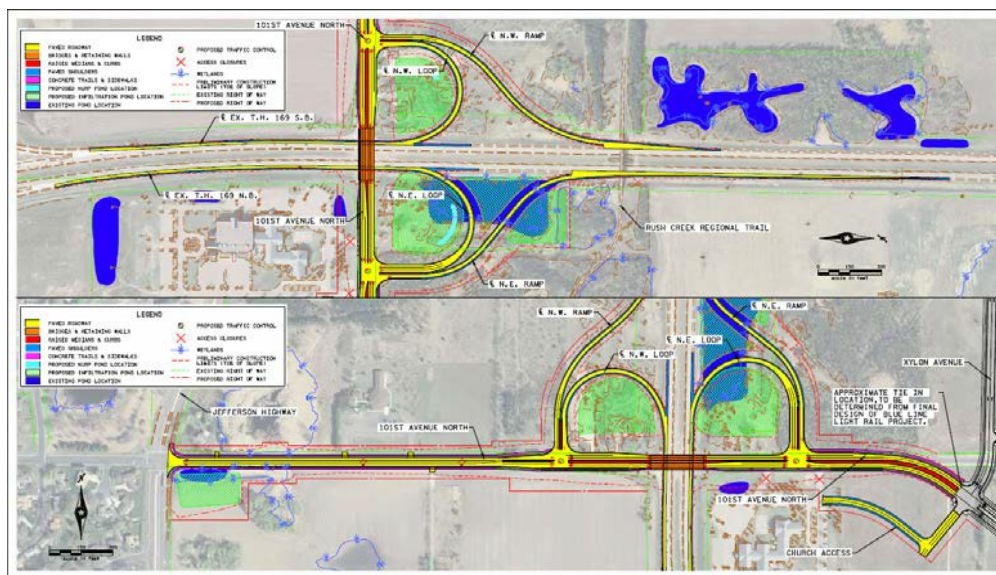 101ST AVENUE NORTH
℄ N.W. RAMP
LEGEND
PAVED ROADWAY
BRIDGES & RETAINING WALLS
RAISED MEDIANS & CURBS
PAVED SHOULDERS
CONCRETE TRAILS & SIDEWALKS
PROPOSED NURP POND LOCATION
PROPOSED INFILTRATION POND LOCATION
EXISTING POND LOCATION
PROPOSED TRAFFIC CONTROL
ACCESS CLOSURES
WETLANDS
PRELIMINARY CONSTRUCTION
LIMITS (TOE OF SLOPE)
EXISTING RIGHT OF WAY
PROPOSED RIGHT OF WAY
℄ N.W. LOOP
℄ EX. T.H. 169 S.B.
℄ EX. T.H. 169 N.B.
℄ N.E. LOOP
101ST AVENUE NORTH
RUSH CREEK REGIONAL TRAIL
℄ N.E. RAMP
LEGEND
PAVED ROADWAY
BRIDGES & RETAINING WALLS
RAISED MEDIANS & CURBS
PAVED SHOULDERS
CONCRETE TRAILS & SIDEWALKS
PROPOSED NURP POND LOCATION
PROPOSED INFILTRATION POND LOCATION
EXISTING POND LOCATION
PROPOSED TRAFFIC CONTROL
ACCESS CLOSURES
WETLANDS
PRELIMINARY CONSTRUCTION
LIMITS (TOE OF SLOPE)
EXISTING RIGHT OF WAY
PROPOSED RIGHT OF WAY
℄ N.W. RAMP
℄ N.E. RAMP
℄ N.E. LOOP
℄ N.W. LOOP
XYLON AVENUE
JEFFERSON HIGHWAY
101ST AVENUE NORTH
APPROXIMATE TIE IN
LOCATION, TO BE
DETERMINED FROM FINAL
DESIGN OF BLUE LINE
LIGHT RAIL PROJECT.
101ST AVENUE NORTH
CHURCH ACCESS